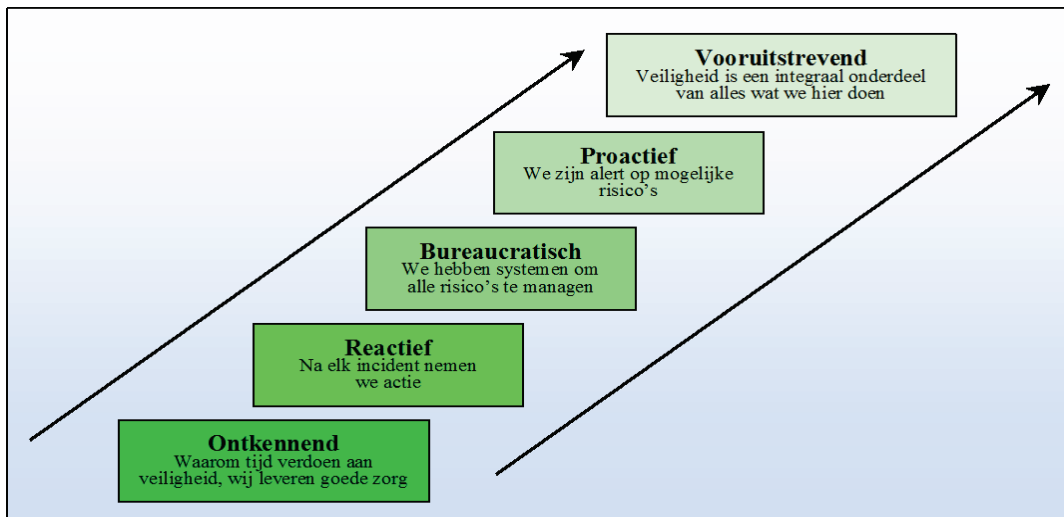 Vooruitstrevend
Veiligheid is een integraal onderdeel
van alles wat we hier doen
Proactief
We zijn alert op mogelijke
risico’s
Bureaucratisch
We hebben systemen om
alle risico’s te managen
Reactief
Na elk incident nemen
we actie
Ontkennend
Waarom tijd verdoen aan
veiligheid, wij leveren goede zorg